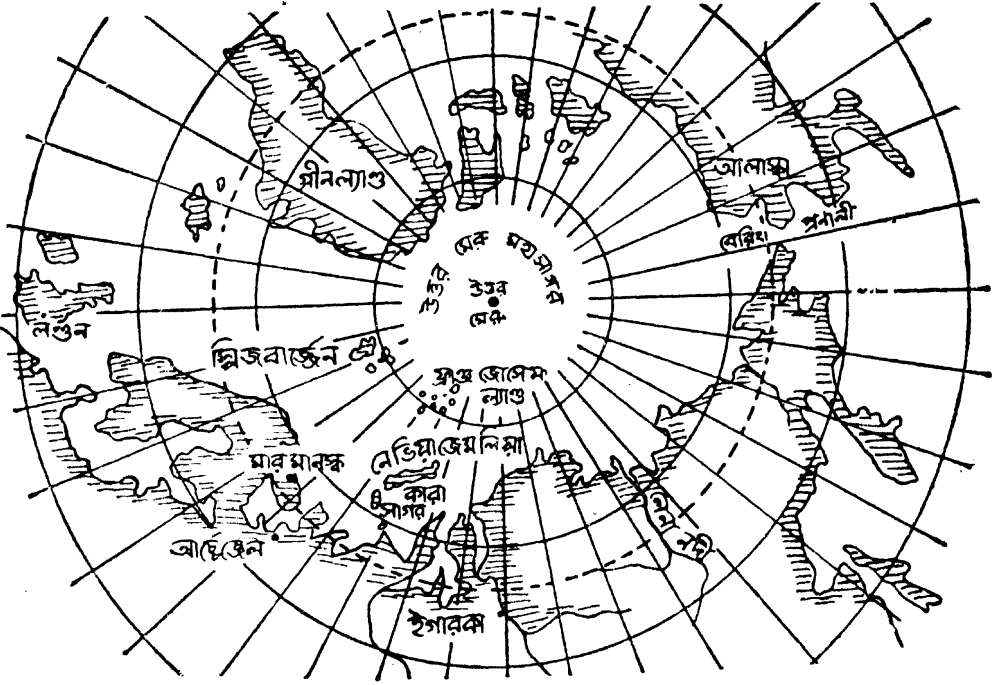 গ্রীনল্যাণ্ড
আলাস্কা
বেরিং প্রণালী
উত্তর মেরু মহাসাগর
উত্তর
মেরু
লণ্ডন
স্পিজবার্জেন
ফ্রাঞ্জ জোসেফ
ল্যাণ্ড
নোভিয়াজেমলিয়া
মারমানস্ক
কারা
সাগর
আর্চেঞ্জেল
নদী
ইগারকা